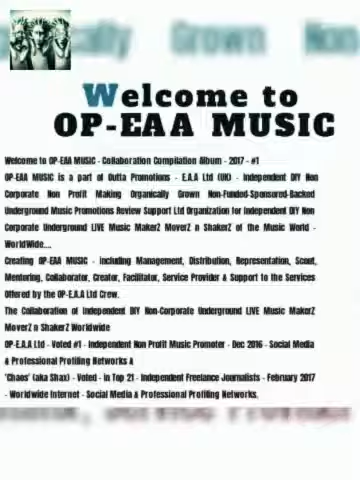 cally Grown Non
Welcome to
OP-EAA MUSIC
Welcome to OP-EAA MUSIC - Collaboration Compilation Album - 2017 - #1
OP-EAA MUSIC is a part of Outta Promotions - E.A.A Ltd (UK) - Independent DIY Non
Corporate Non Profit Making Organically Grown Non-Funded-Sponsored-Backed
Underground Music Promotions Review Support Ltd Organization for Independent DIY Non
Corporate Underground LIVE Music MakerZ MoverZ n ShakerZ of the Music World -
WorldWide....
Creating OP-EAA MUSIC - including Management, Distribution, Representation, Scout,
Mentoring, Collaborator, Creator, Facilitator, Service Provider & Support to the Services
Offered by the OP-E.A.A Ltd Crew.
The Collaboration of Independent DIY Non-Corporate Underground LIVE Music MakerZ
MoverZ n ShakerZ Worldwide
OP-E.A.A Ltd - Voted #1 - Independent Non Profit Music Promoter - Dec 2016 - Social Media
& Professional Profiling Networks &
'Chaos' (aka Shax) - Voted - in Top 21 - Independent Freelance Journalists - February 2017
- Worldwide Internet - Social Media & Professional Profiling Networks.